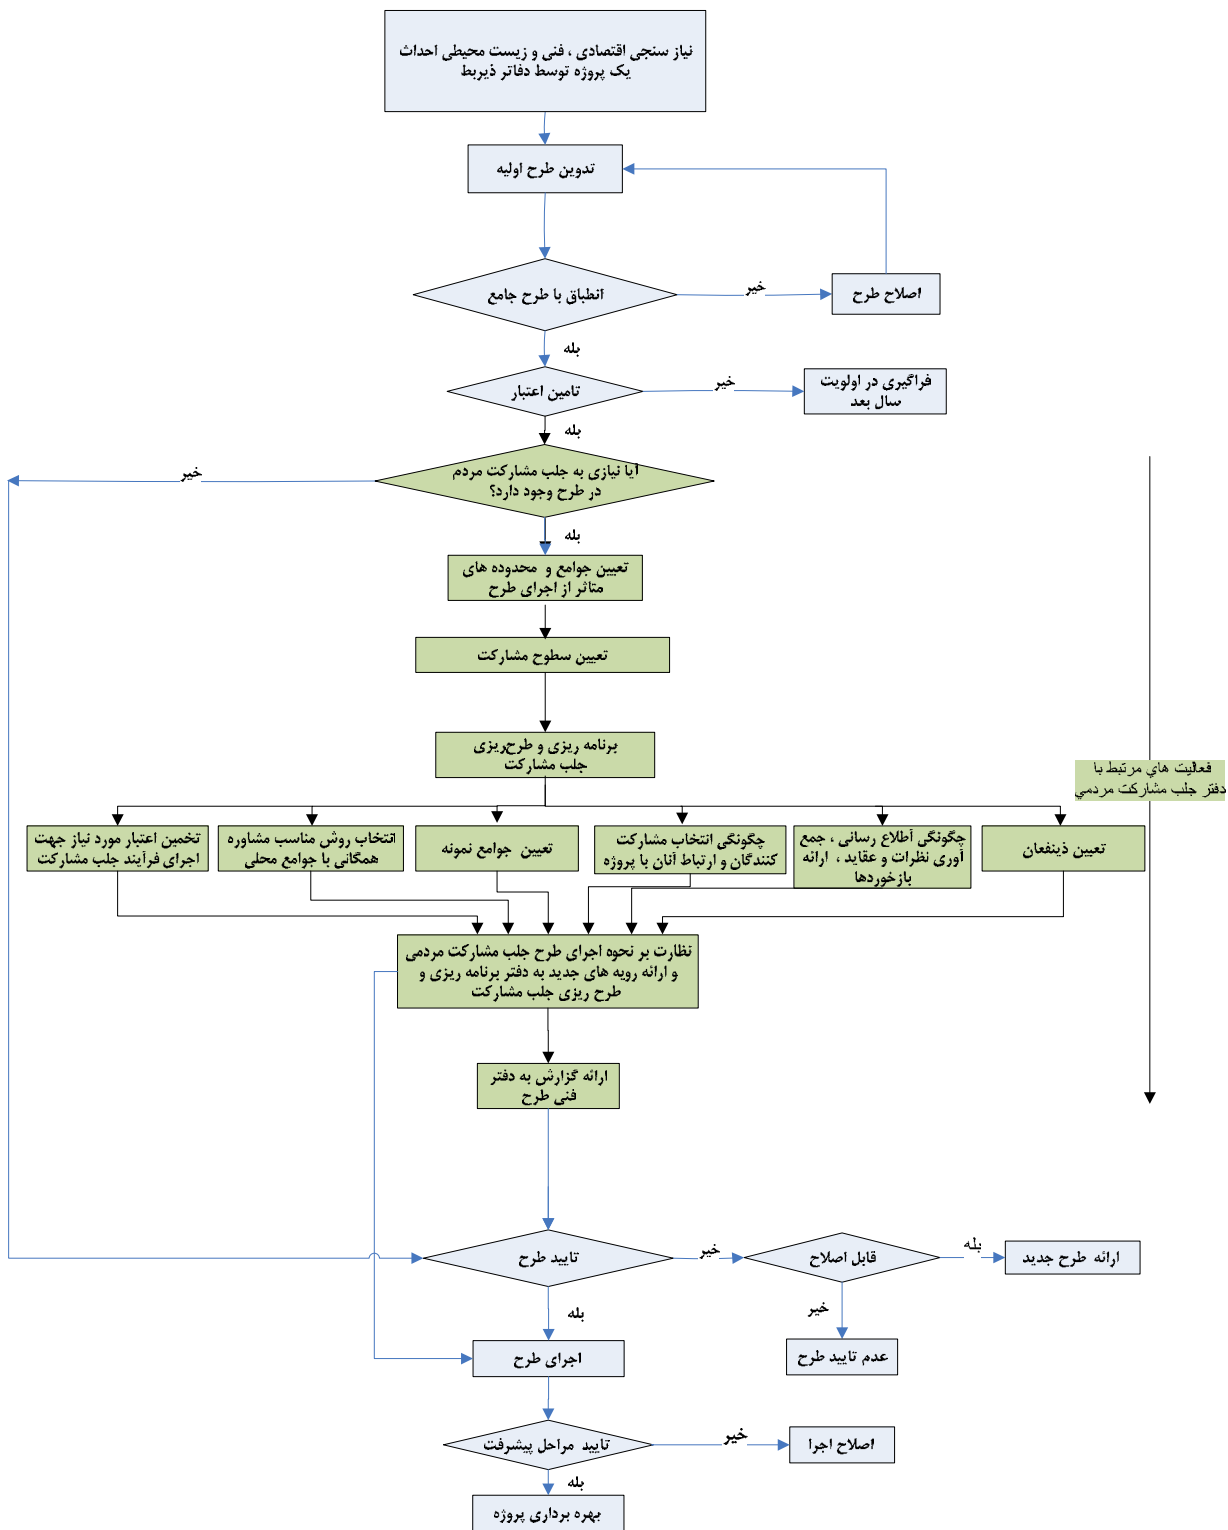 نیاز سنجی اقتصادی ، فنی و زیست محیطی احداث
یک پروژه توسط دفاتر ذیربط
تدوین طرح اولیه
انطباق با طرح جامع
خیر
اصلاح طرح
بله
تامین اعتبار
خیر
فراگیری در اولویت
سال بعد
بله
آیا نیازی به جلب مشارکت مردم
در طرح وجود دارد؟
خیر
بله
تعیین جوامع و محدوده های
متاثر از اجرای طرح
تعیین سطوح مشارکت
برنامه ریزی و طرح‌ریزی
جلب مشارکت
فعاليت هاي مرتبط با
دفتر جلب مشاركت مردمي
تعیین ذینفعان
چگونگی اطلاع رسانی ، جمع
آوری نظرات و عقاید ، ارائه
بازخوردها
چگونگی انتخاب مشارکت
کنندگان و ارتباط آنان با پروژه
تعیین جوامع نمونه
انتخاب روش مناسب مشاوره
همگانی با جوامع محلی
تخمین اعتبار مورد نیاز جهت
اجرای فرآیند جلب مشارکت
نظارت بر نحوه اجرای طرح جلب مشارکت مردمی
و ارائه رویه های جدید به دفتر برنامه ریزی و
طرح ریزی جلب مشارکت
ارائه گزارش به دفتر
فنی طرح
تایید طرح
خیر
قابل اصلاح
بله
ارائه طرح جدید
خیر
عدم تایید طرح
بله
اجرای طرح
تایید مراحل پیشرفت
خیر
اصلاح اجرا
بله
بهره برداری پروژه